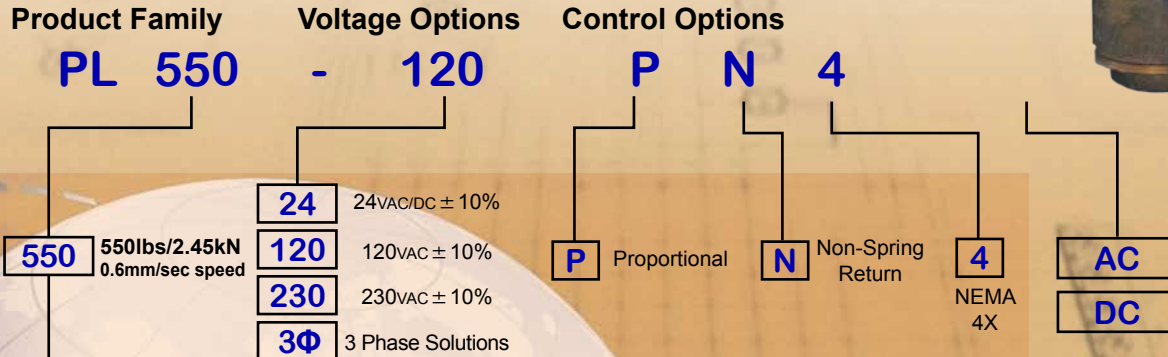 Product Family Voltage Options Control Options
PL 550 - 120 P N 4
24 24VAC/DC ± 10%
550 550lbs/2.45kN
0.6mm/sec speed
120 120VAC ± 10%
P Proportional
N Non-Spring
Return
4
NEMA
4X
AC
230 230VAC ± 10%
DC
3Φ 3 Phase Solutions